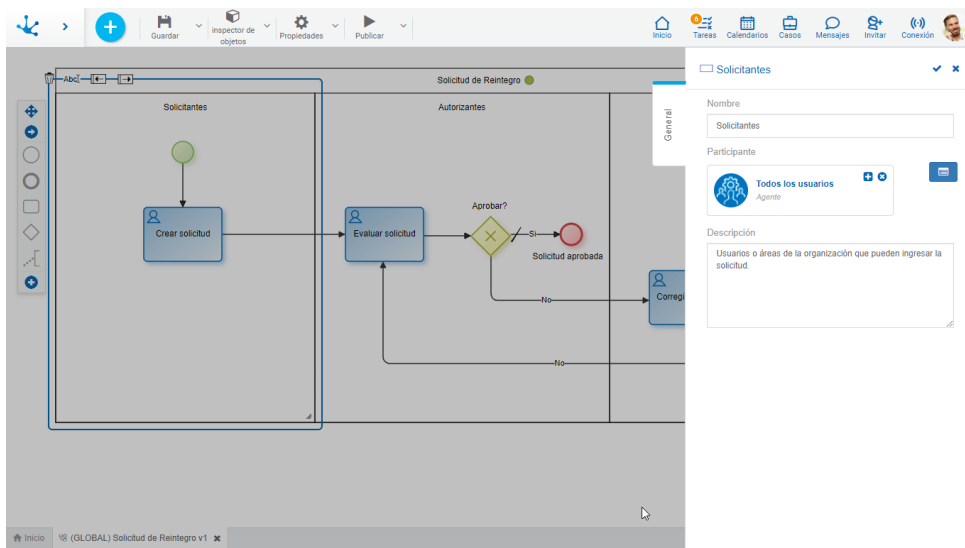 Guardar
inspector de
objetos
Propiedades
Publicar
Inicio
6
Tareas
Calendarios
Casos
Mensajes
Invitar
Conexión
Abc
Solicitud de Reintegro
Solicitantes
Autorizantes
Crear solicitud
Evaluar solicitud
Aprobar?
Si
Solicitud aprobada
No
Corregi
No
General
Solicitantes
Nombre
Solicitantes
Participante
Todos los usuarios
Agente
Descripción
Usuarios o áreas de la organización que pueden ingresar la
solicitud.
Inicio
(GLOBAL) Solicitud de Reintegro v1